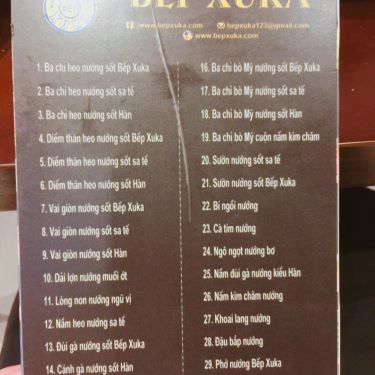 BẾP XUKA
www.bepxuka.com
bepxuka123@gmail.com
www.bepxuka.com
1. Ba chỉ heo nướng sốt Bếp Xuka
2. Ba chỉ heo nướng sốt sa tế
3. Ba chỉ heo nướng sốt Hàn
4. Diềm thăn heo nướng sốt Bếp Xuka
5. Diềm thăn heo nướng sốt sa tế
6. Diềm thăn heo nướng sốt Hàn
7. Vai giòn nướng sốt Bếp Xuka
8. Vai giòn nướng sốt sa tế
9. Vai giòn nướng sốt Hàn
10. Dải lợn nướng muối ớt
11. Lòng non nướng ngũ vị
12. Nầm heo nướng sa tế
13. Đùi gà nướng sốt Bếp Xuka
14. Cánh gà nướng sốt Hàn
16. Ba chỉ bò Mỹ nướng sốt Bếp Xuka
17. Ba chỉ bò Mỹ nướng sốt sa tế
18. Ba chỉ bò Mỹ nướng sốt Hàn
19. Ba chỉ bò Mỹ cuộn nấm kim châm
20. Sườn nướng sốt sa tế
21. Sườn nướng sốt Bếp Xuka
22. Bí ngồi nướng
23. Cà tím nướng
24. Ngô ngọt nướng bơ
25. Nấm đùi gà nướng kiểu Hàn
26. Nấm kim châm nướng
27. Khoai lang nướng
28. Đậu bắp nướng
29. Phở nướng Bếp Xuka